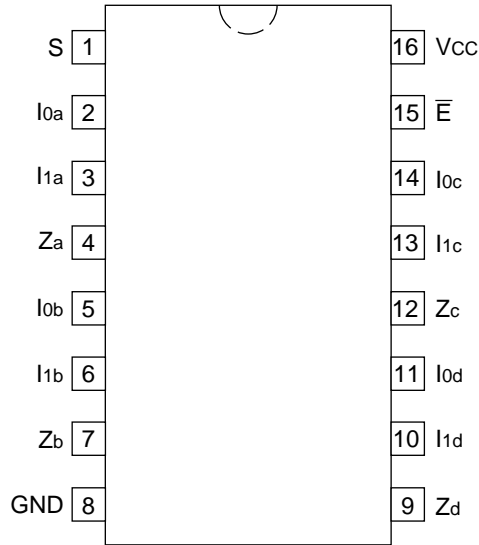 S 1 16 VCC
I0a 2 15 E̅
I1a 3 14 I0c
Za 4 13 I1c
I0b 5 12 Zc
I1b 6 11 I0d
Zb 7 10 I1d
GND 8 9 Zd